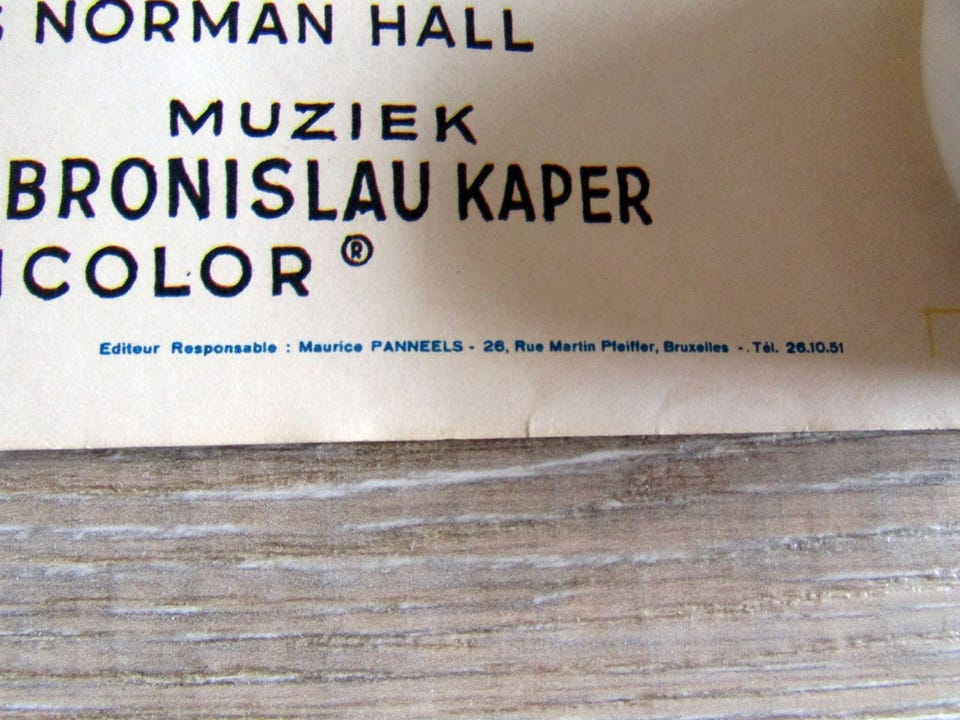 NORMAN HALL
MUZIEK
BRONISLAU KAPER
COLOR ®
Editeur Responsable : Maurice PANNEELS - 26, Rue Martin Pfeiffer, Bruxelles -. Tél. 26.10.51